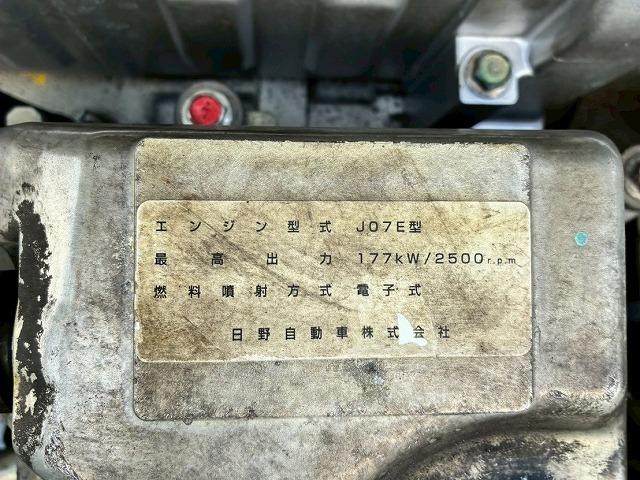 エンジン型式 J07E型
最高出力 177kW/2500r.p.m
燃料噴射方式 電子式
日野自動車株式会社